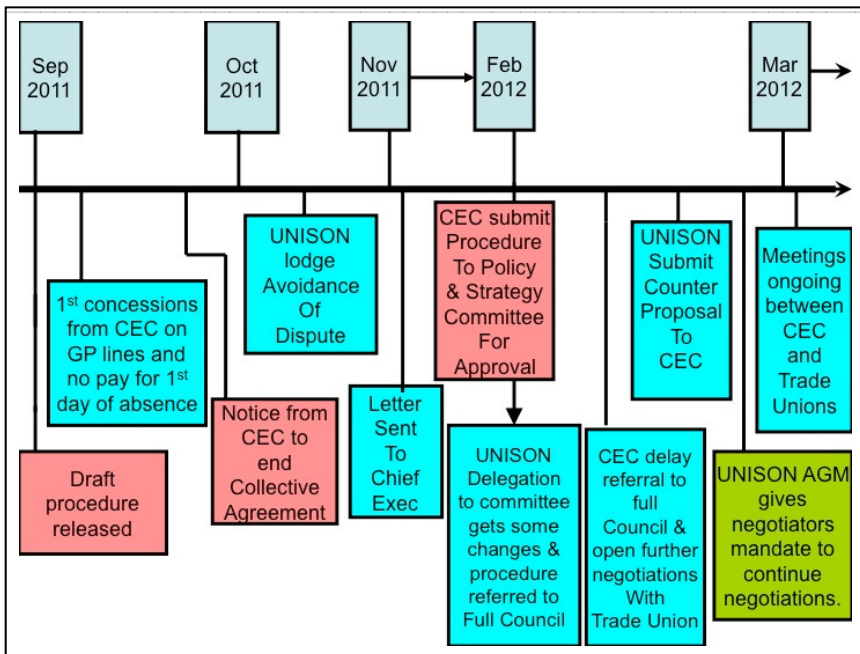 Sep
2011
Oct
2011
Nov
2011
Feb
2012
Mar
2012
1st concessions
from CEC on
GP lines and
no pay for 1st
day of absence
Draft
procedure
released
Notice from
CEC to
end
Collective
Agreement
UNISON
lodge
Avoidance
Of
Dispute
Letter
Sent
To
Chief
Exec
CEC submit
Procedure
To Policy
& Strategy
Committee
For
Approval
UNISON
Delegation
to committee
gets some
changes &
procedure
referred to
Full Council
CEC delay
referral to
full
Council &
open further
negotiations
With
Trade Union
UNISON
Submit
Counter
Proposal
To
CEC
UNISON AGM
gives
negotiators
mandate to
continue
negotiations.
Meetings
ongoing
between
CEC
and
Trade
Unions